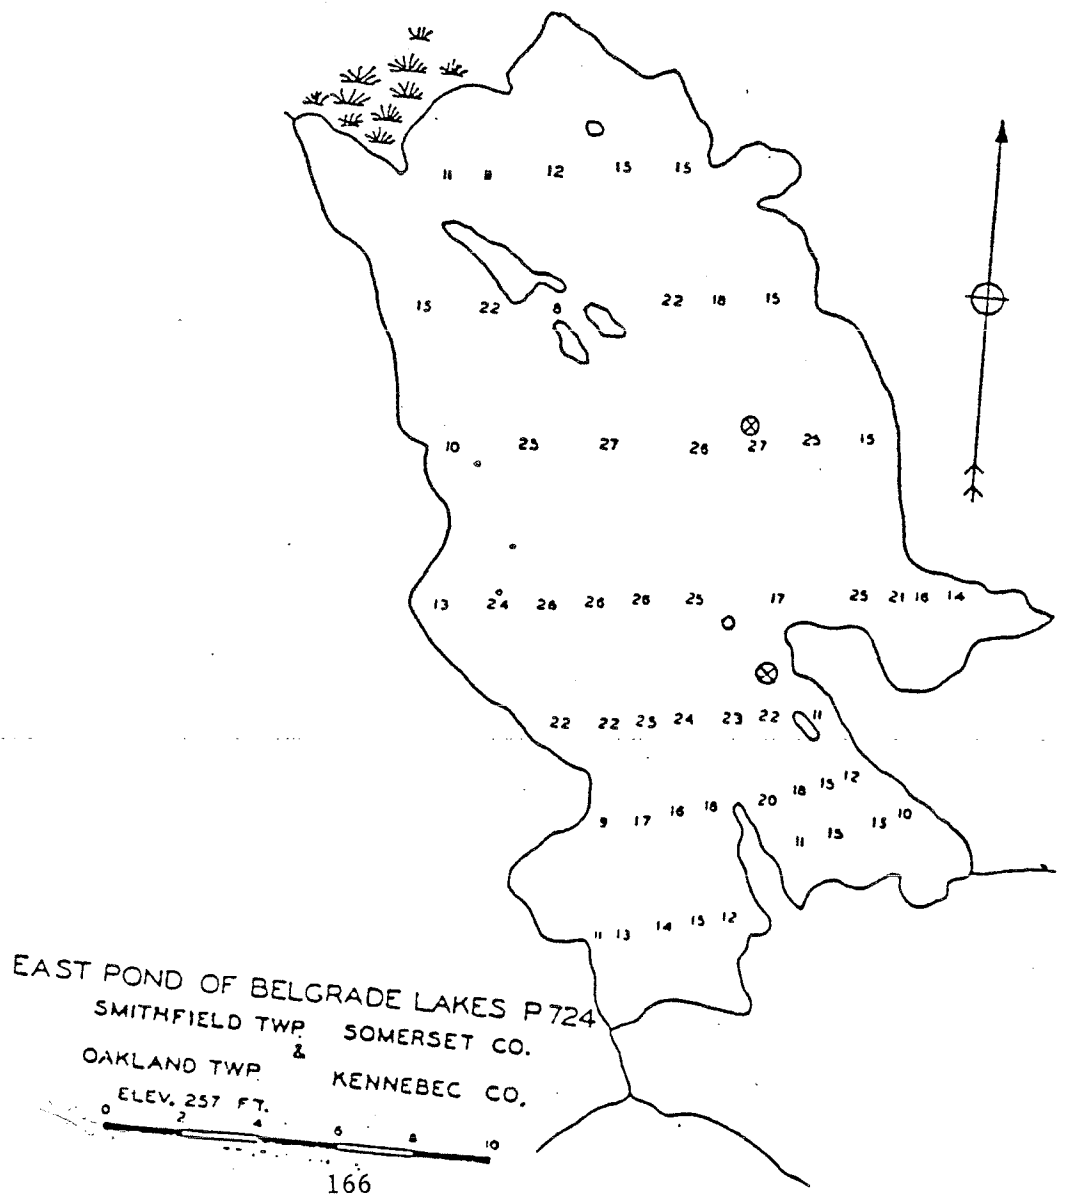 11 11 12 15 15
15 22 8 22 18 15
10 25 27 26 27 25 15
13 24 26 26 26 25 17 25 21 16 14
22 22 25 24 23 22 11
9 17 16 18 20 18 15 12
11 15 15 10
11 13 14 15 12
EAST POND OF BELGRADE LAKES P724
SMITHFIELD TWP. SOMERSET CO.
&
OAKLAND TWP. KENNEBEC CO.
ELEV. 257 FT.
0 2 4 6 8 10
166